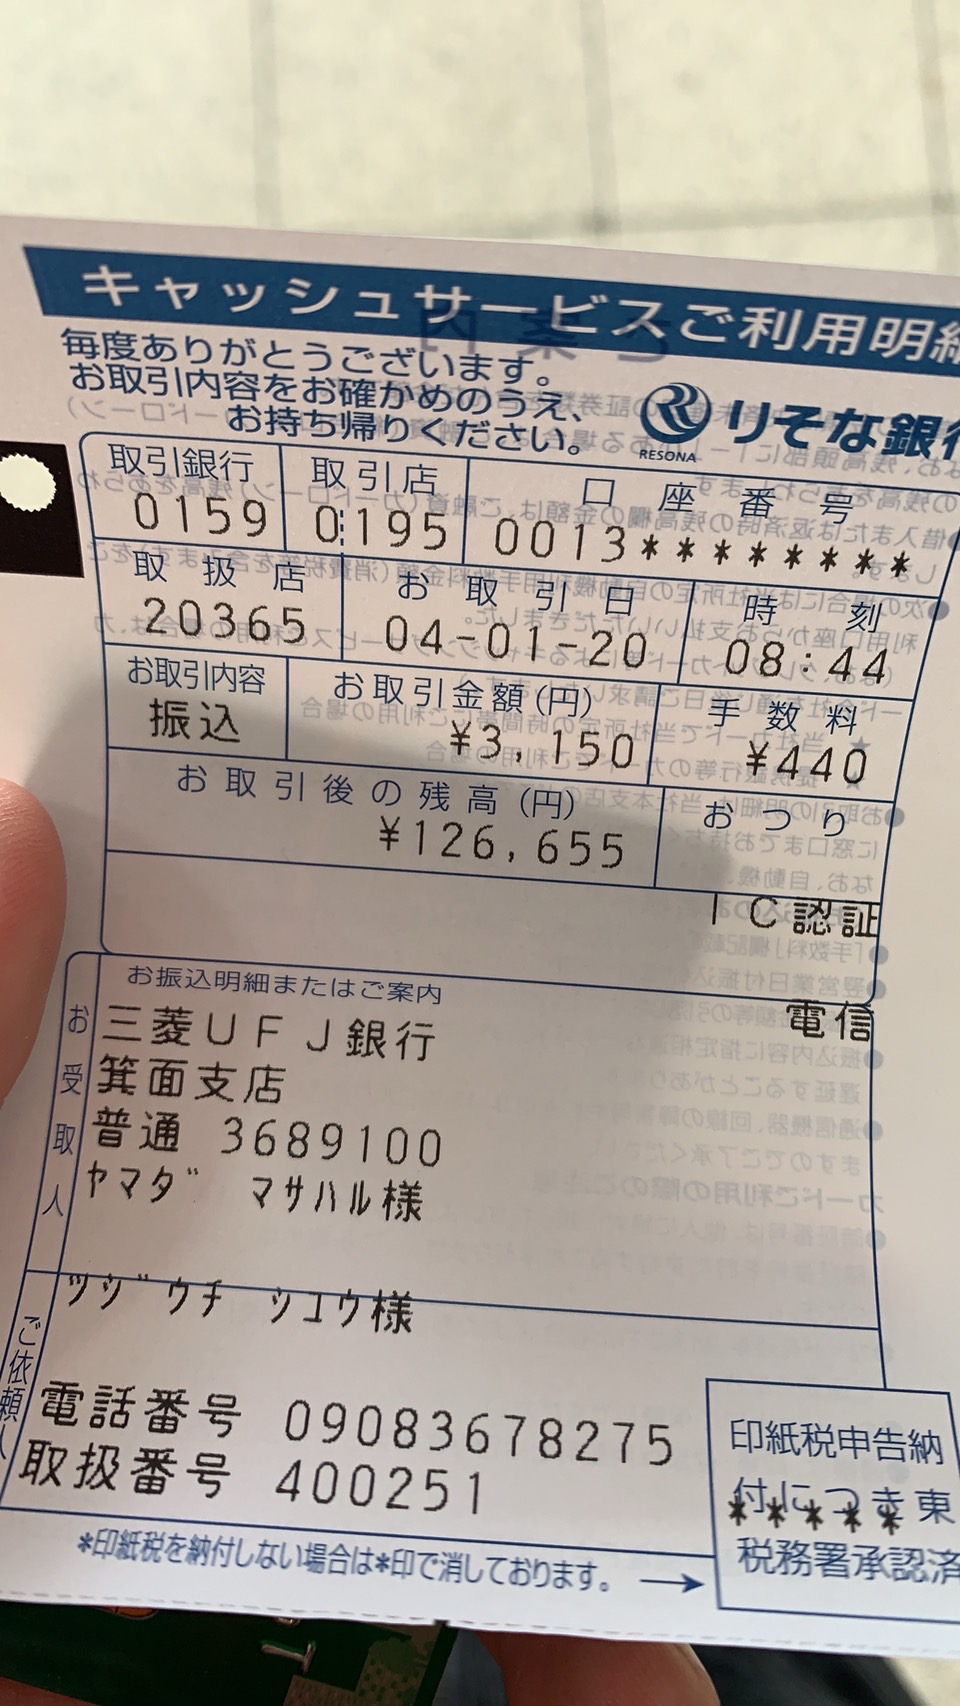 キャッシュサービスご利用明細
毎度ありがとうございます。
お取引内容をお確かめのうえ、
お持ち帰りください。
RESONA
りそな銀行
取引銀行 取引店 口座番号
0159 0195 0013********
取扱店 お取引日 時刻
20365 04-01-20 08:44
お取引内容 お取引金額(円) 手数料
振込 ¥3,150 ¥440
お取引後の残高(円) おつり
¥126,655
IC認証
お振込明細またはご案内
電信
お受取人
三菱UFJ銀行
箕面支店
普通 3689100
ヤマダ マサハル様
ご依頼人
ツジウチ シュウ様
電話番号 09083678275
取扱番号 400251
印紙税申告納
付につき東
*****
税務署承認済
*印紙税を納付しない場合は*印で消しております。 →